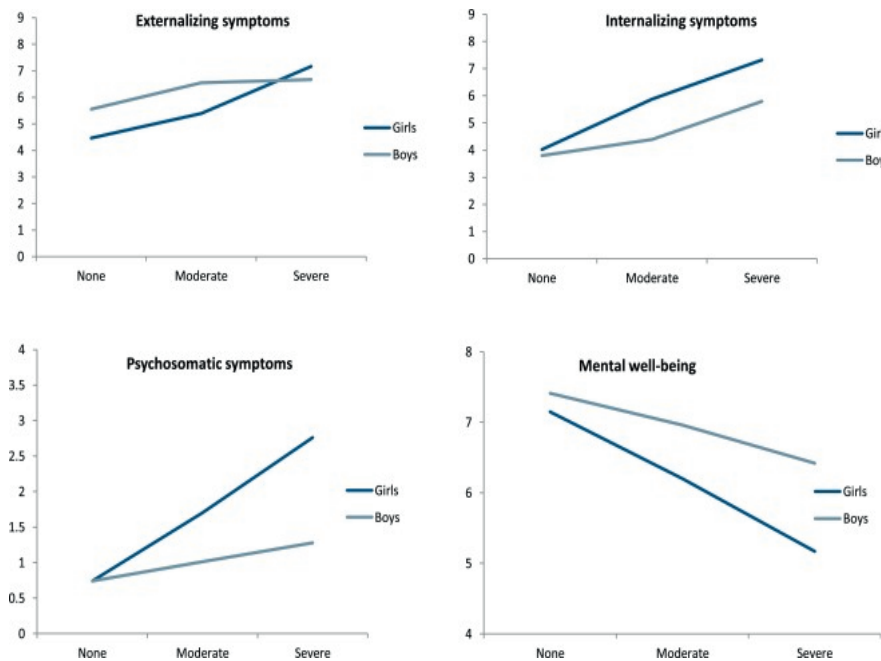 Externalizing symptoms
9
8
7
6
5
4
3
2
1
0
Girls
Boys
None Moderate Severe
Internalizing symptoms
9
8
7
6
5
4
3
2
1
0
Girl
Boy
None Moderate Severe
Psychosomatic symptoms
4
3.5
3
2.5
2
1.5
1
0.5
0
Girls
Boys
None Moderate Severe
Mental well-being
8
7
6
5
4
Girls
Boys
None Moderate Severe